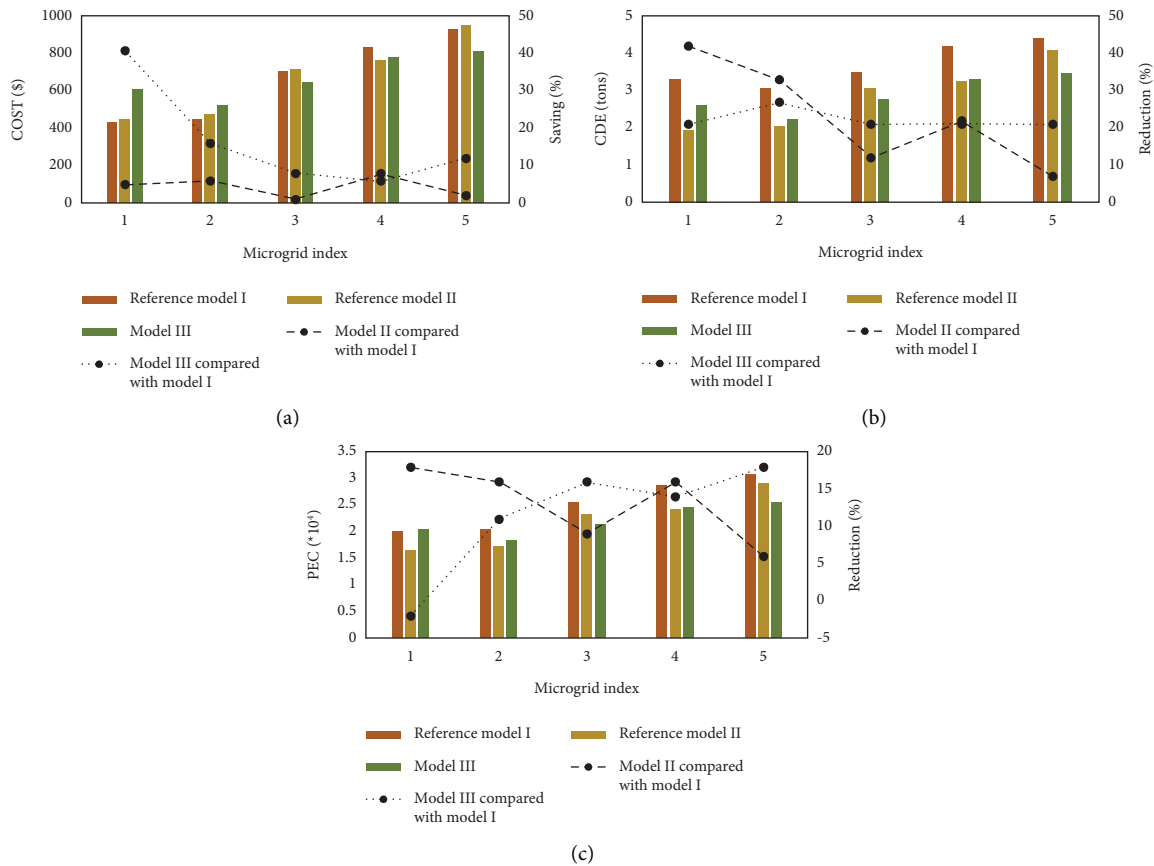 COST ($)
1000
800
600
400
200
0
50
40
30
20
10
0
Saving (%)
1 2 3 4 5
Microgrid index
Reference model I
Reference model II
Model III
Model II compared
with model I
Model III compared
with model I
(a)
CDE (tons)
5
4
3
2
1
0
50
40
30
20
10
0
Reduction (%)
1 2 3 4 5
Microgrid index
Reference model I
Reference model II
Model III
Model II compared
with model I
Model III compared
with model I
(b)
PEC (*10⁴)
3.5
3
2.5
2
1.5
1
0.5
0
20
15
10
5
0
-5
Reduction (%)
1 2 3 4 5
Microgrid index
Reference model I
Reference model II
Model III
Model II compared
with model I
Model III compared
with model I
(c)